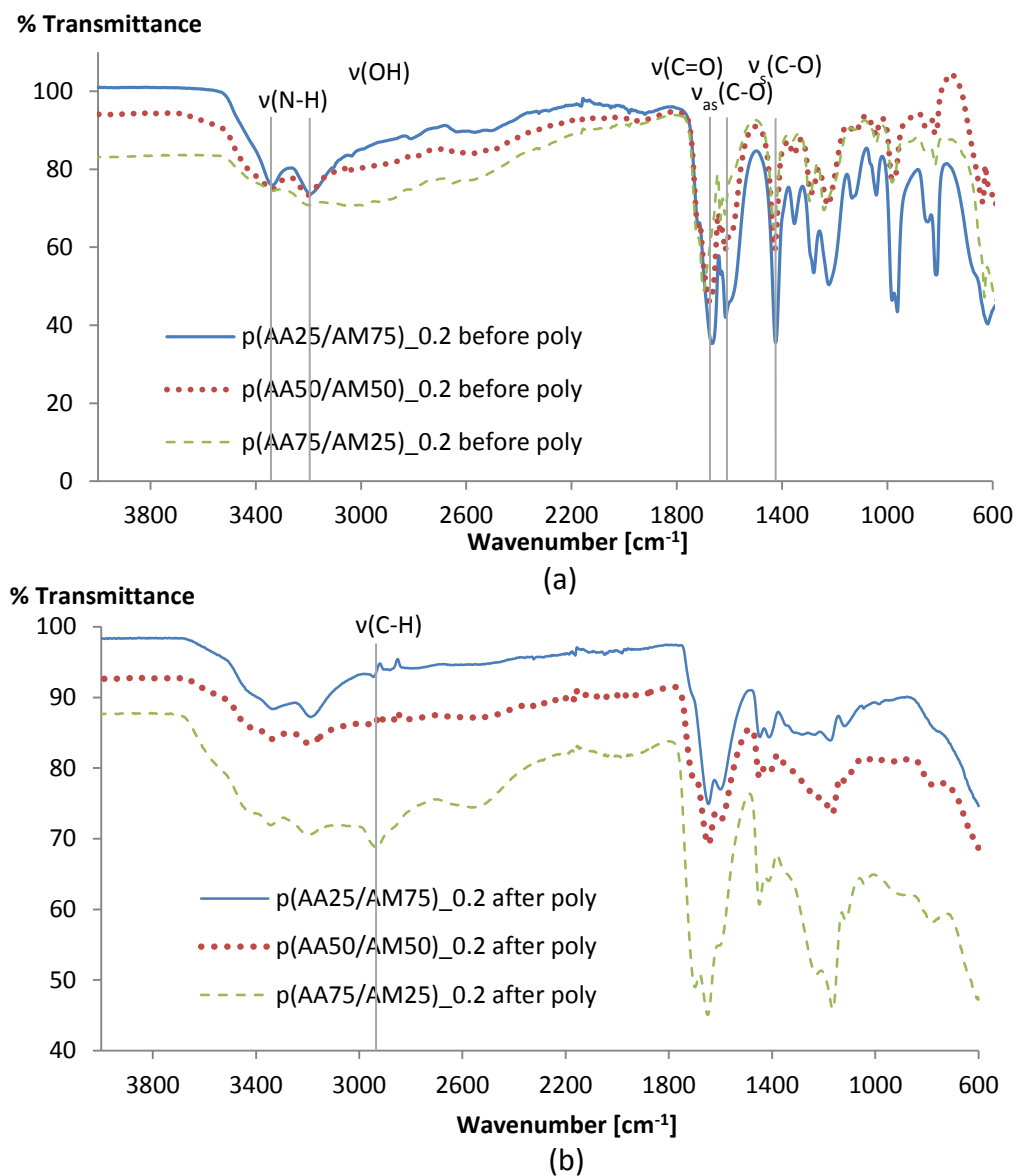 % Transmittance
ν(OH)
ν(N-H)
ν(C=O)
νs(C-O)
νas(C-O)
100
80
60
40
20
0
p(AA25/AM75)_0.2 before poly
p(AA50/AM50)_0.2 before poly
p(AA75/AM25)_0.2 before poly
3800 3400 3000 2600 2200 1800 1400 1000 600
Wavenumber [cm-1]
(a)
% Transmittance
ν(C-H)
100
90
80
70
60
50
40
p(AA25/AM75)_0.2 after poly
p(AA50/AM50)_0.2 after poly
p(AA75/AM25)_0.2 after poly
3800 3400 3000 2600 2200 1800 1400 1000 600
Wavenumber [cm-1]
(b)